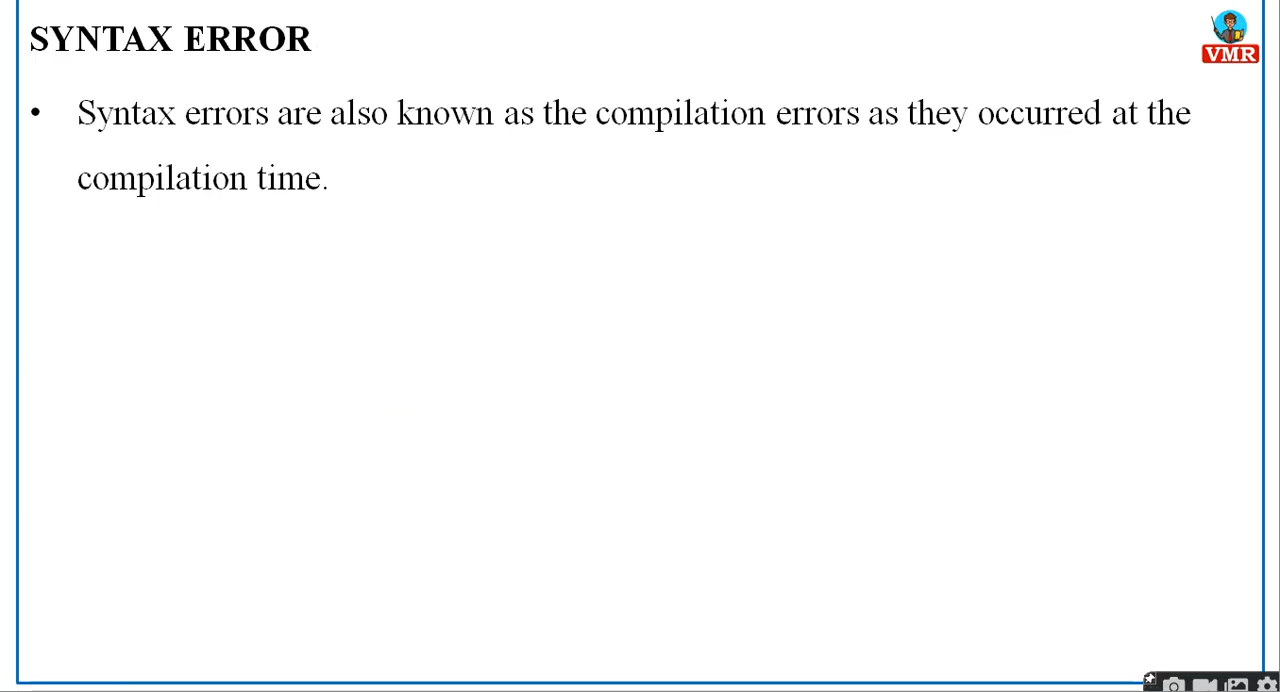 SYNTAX ERROR
VMR
• Syntax errors are also known as the compilation errors as they occurred at the
compilation time.